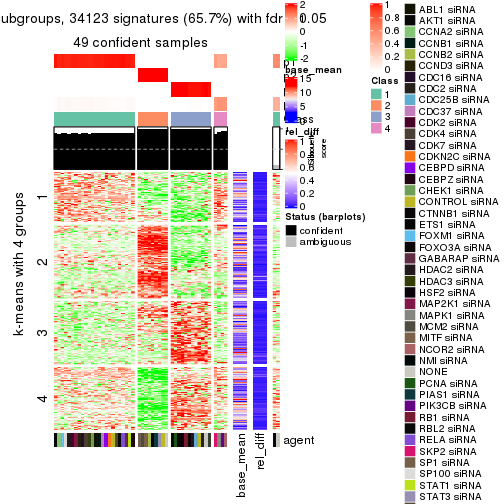 ubgroups, 34123 signatures (65.7%) with fdr 0.05
49 confident samples
k-means with 4 groups
1
2
3
4
base_mean
rel_diff
agent
2
1
0
-1
-2
base_mean
15
10
5
0
rel_diff
1
0.8
0.6
0.4
0.2
0
Status (barplots)
confident
ambiguous
Silhouette
score
1
0.8
0.6
0.4
0.2
0
Class
1
2
3
4
ABL1 siRNA
AKT1 siRNA
CCNA2 siRNA
CCNB1 siRNA
CCNB2 siRNA
CCND3 siRNA
CDC16 siRNA
CDC2 siRNA
CDC25B siRNA
CDC37 siRNA
CDK2 siRNA
CDK4 siRNA
CDK7 siRNA
CDKN2C siRNA
CEBPD siRNA
CEBPZ siRNA
CHEK1 siRNA
CONTROL siRNA
CTNNB1 siRNA
ETS1 siRNA
FOXM1 siRNA
FOXO3A siRNA
GABARAP siRNA
HDAC2 siRNA
HDAC3 siRNA
HSF2 siRNA
MAP2K1 siRNA
MAPK1 siRNA
MCM2 siRNA
MITF siRNA
NCOR2 siRNA
NMI siRNA
NONE
PCNA siRNA
PIAS1 siRNA
PIK3CB siRNA
RB1 siRNA
RBL2 siRNA
RELA siRNA
SKP2 siRNA
SP1 siRNA
SP100 siRNA
STAT1 siRNA
STAT3 siRNA